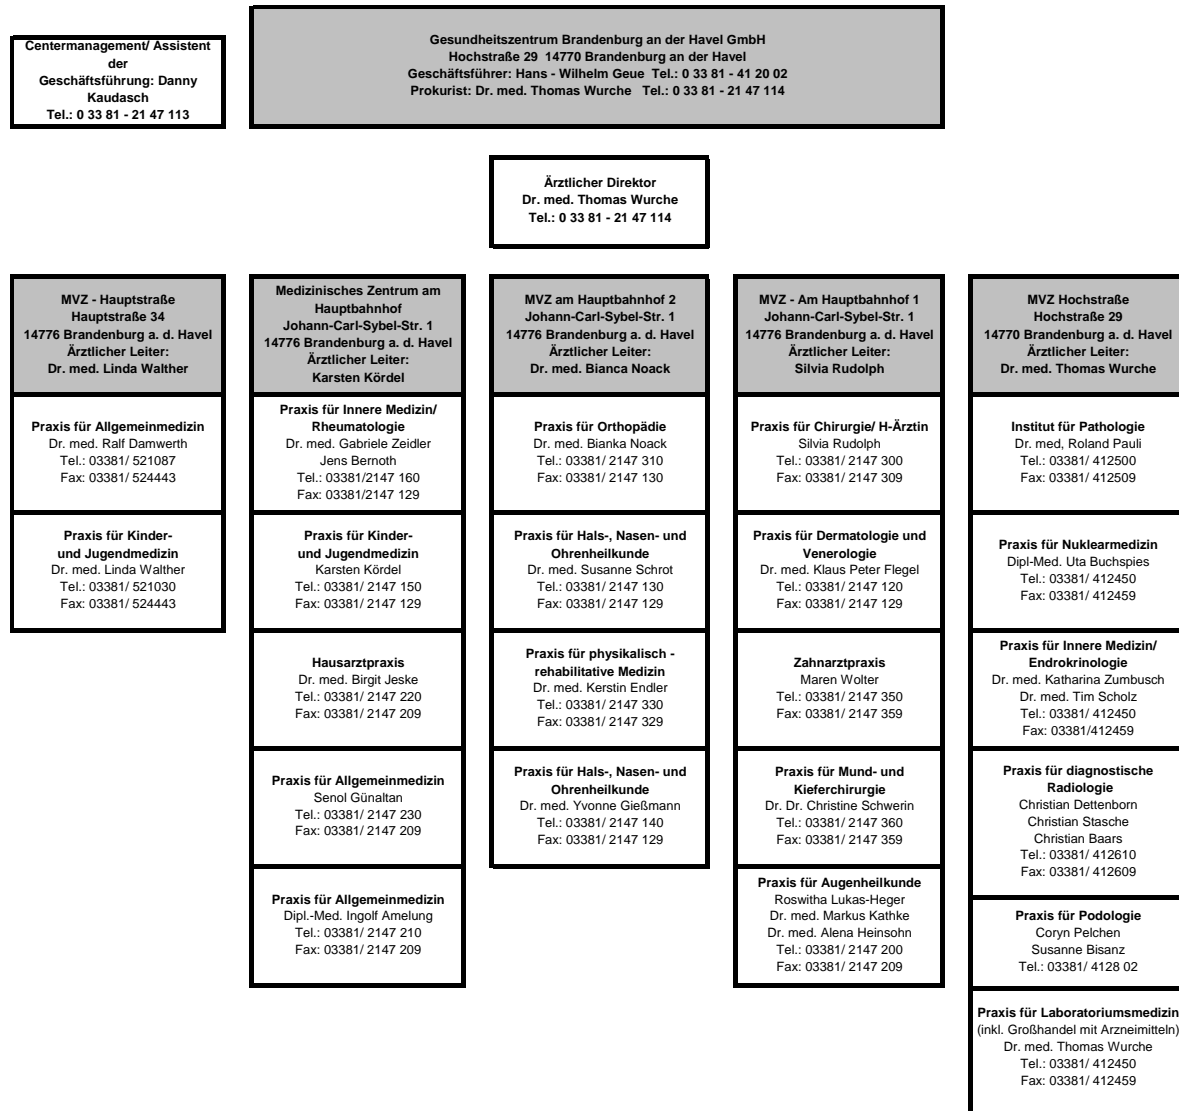 Centermanagement/ Assistent
der
Geschäftsführung: Danny
Kaudasch
Tel.: 0 33 81 - 21 47 113
Gesundheitszentrum Brandenburg an der Havel GmbH
Hochstraße 29 14770 Brandenburg an der Havel
Geschäftsführer: Hans - Wilhelm Geue Tel.: 0 33 81 - 41 20 02
Prokurist: Dr. med. Thomas Wurche Tel.: 0 33 81 - 21 47 114
Ärztlicher Direktor
Dr. med. Thomas Wurche
Tel.: 0 33 81 - 21 47 114
MVZ - Hauptstraße
Hauptstraße 34
14776 Brandenburg a. d. Havel
Ärztlicher Leiter:
Dr. med. Linda Walther
Praxis für Allgemeinmedizin
Dr. med. Ralf Damwerth
Tel.: 03381/ 521087
Fax: 03381/ 524443
Praxis für Kinder-
und Jugendmedizin
Dr. med. Linda Walther
Tel.: 03381/ 521030
Fax: 03381/ 524443
Medizinisches Zentrum am
Hauptbahnhof
Johann-Carl-Sybel-Str. 1
14776 Brandenburg a. d. Havel
Ärztlicher Leiter:
Karsten Kördel
Praxis für Innere Medizin/
Rheumatologie
Dr. med. Gabriele Zeidler
Jens Bernoth
Tel.: 03381/2147 160
Fax: 03381/2147 129
Praxis für Kinder-
und Jugendmedizin
Karsten Kördel
Tel.: 03381/ 2147 150
Fax: 03381/ 2147 129
Hausarztpraxis
Dr. med. Birgit Jeske
Tel.: 03381/ 2147 220
Fax: 03381/ 2147 209
Praxis für Allgemeinmedizin
Senol Günaltan
Tel.: 03381/ 2147 230
Fax: 03381/ 2147 209
Praxis für Allgemeinmedizin
Dipl.-Med. Ingolf Amelung
Tel.: 03381/ 2147 210
Fax: 03381/ 2147 209
MVZ am Hauptbahnhof 2
Johann-Carl-Sybel-Str. 1
14776 Brandenburg a. d. Havel
Ärztlicher Leiter:
Dr. med. Bianca Noack
Praxis für Orthopädie
Dr. med. Bianka Noack
Tel.: 03381/ 2147 310
Fax: 03381/ 2147 130
Praxis für Hals-, Nasen- und
Ohrenheilkunde
Dr. med. Susanne Schrot
Tel.: 03381/ 2147 130
Fax: 03381/ 2147 129
Praxis für physikalisch -
rehabilitative Medizin
Dr. med. Kerstin Endler
Tel.: 03381/ 2147 330
Fax: 03381/ 2147 329
Praxis für Hals-, Nasen- und
Ohrenheilkunde
Dr. med. Yvonne Gießmann
Tel.: 03381/ 2147 140
Fax: 03381/ 2147 129
MVZ - Am Hauptbahnhof 1
Johann-Carl-Sybel-Str. 1
14776 Brandenburg a. d. Havel
Ärztlicher Leiter:
Silvia Rudolph
Praxis für Chirurgie/ H-Ärztin
Silvia Rudolph
Tel.: 03381/ 2147 300
Fax: 03381/ 2147 309
Praxis für Dermatologie und
Venerologie
Dr. med. Klaus Peter Flegel
Tel.: 03381/ 2147 120
Fax: 03381/ 2147 129
Zahnarztpraxis
Maren Wolter
Tel.: 03381/ 2147 350
Fax: 03381/ 2147 359
Praxis für Mund- und
Kieferchirurgie
Dr. Dr. Christine Schwerin
Tel.: 03381/ 2147 360
Fax: 03381/ 2147 359
Praxis für Augenheilkunde
Roswitha Lukas-Heger
Dr. med. Markus Kathke
Dr. med. Alena Heinsohn
Tel.: 03381/ 2147 200
Fax: 03381/ 2147 209
MVZ Hochstraße
Hochstraße 29
14770 Brandenburg a. d. Havel
Ärztlicher Leiter:
Dr. med. Thomas Wurche
Institut für Pathologie
Dr. med, Roland Pauli
Tel.: 03381/ 412500
Fax: 03381/ 412509
Praxis für Nuklearmedizin
Dipl-Med. Uta Buchspies
Tel.: 03381/ 412450
Fax: 03381/ 412459
Praxis für Innere Medizin/
Endrokrinologie
Dr. med. Katharina Zumbusch
Dr. med. Tim Scholz
Tel.: 03381/ 412450
Fax: 03381/412459
Praxis für diagnostische
Radiologie
Christian Dettenborn
Christian Stasche
Christian Baars
Tel.: 03381/ 412610
Fax: 03381/ 412609
Praxis für Podologie
Coryn Pelchen
Susanne Bisanz
Tel.: 03381/ 4128 02
Praxis für Laboratoriumsmedizin
(inkl. Großhandel mit Arzneimitteln)
Dr. med. Thomas Wurche
Tel.: 03381/ 412450
Fax: 03381/ 412459